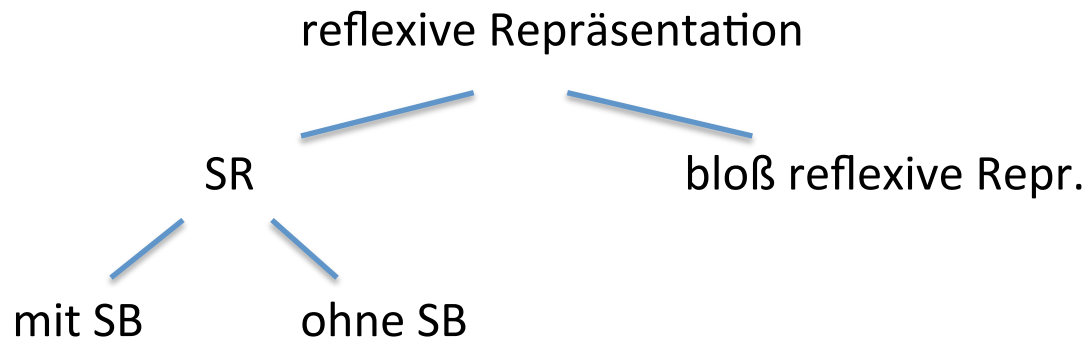 reflexive Repräsentation
SR
bloß reflexive Repr.
mit SB
ohne SB